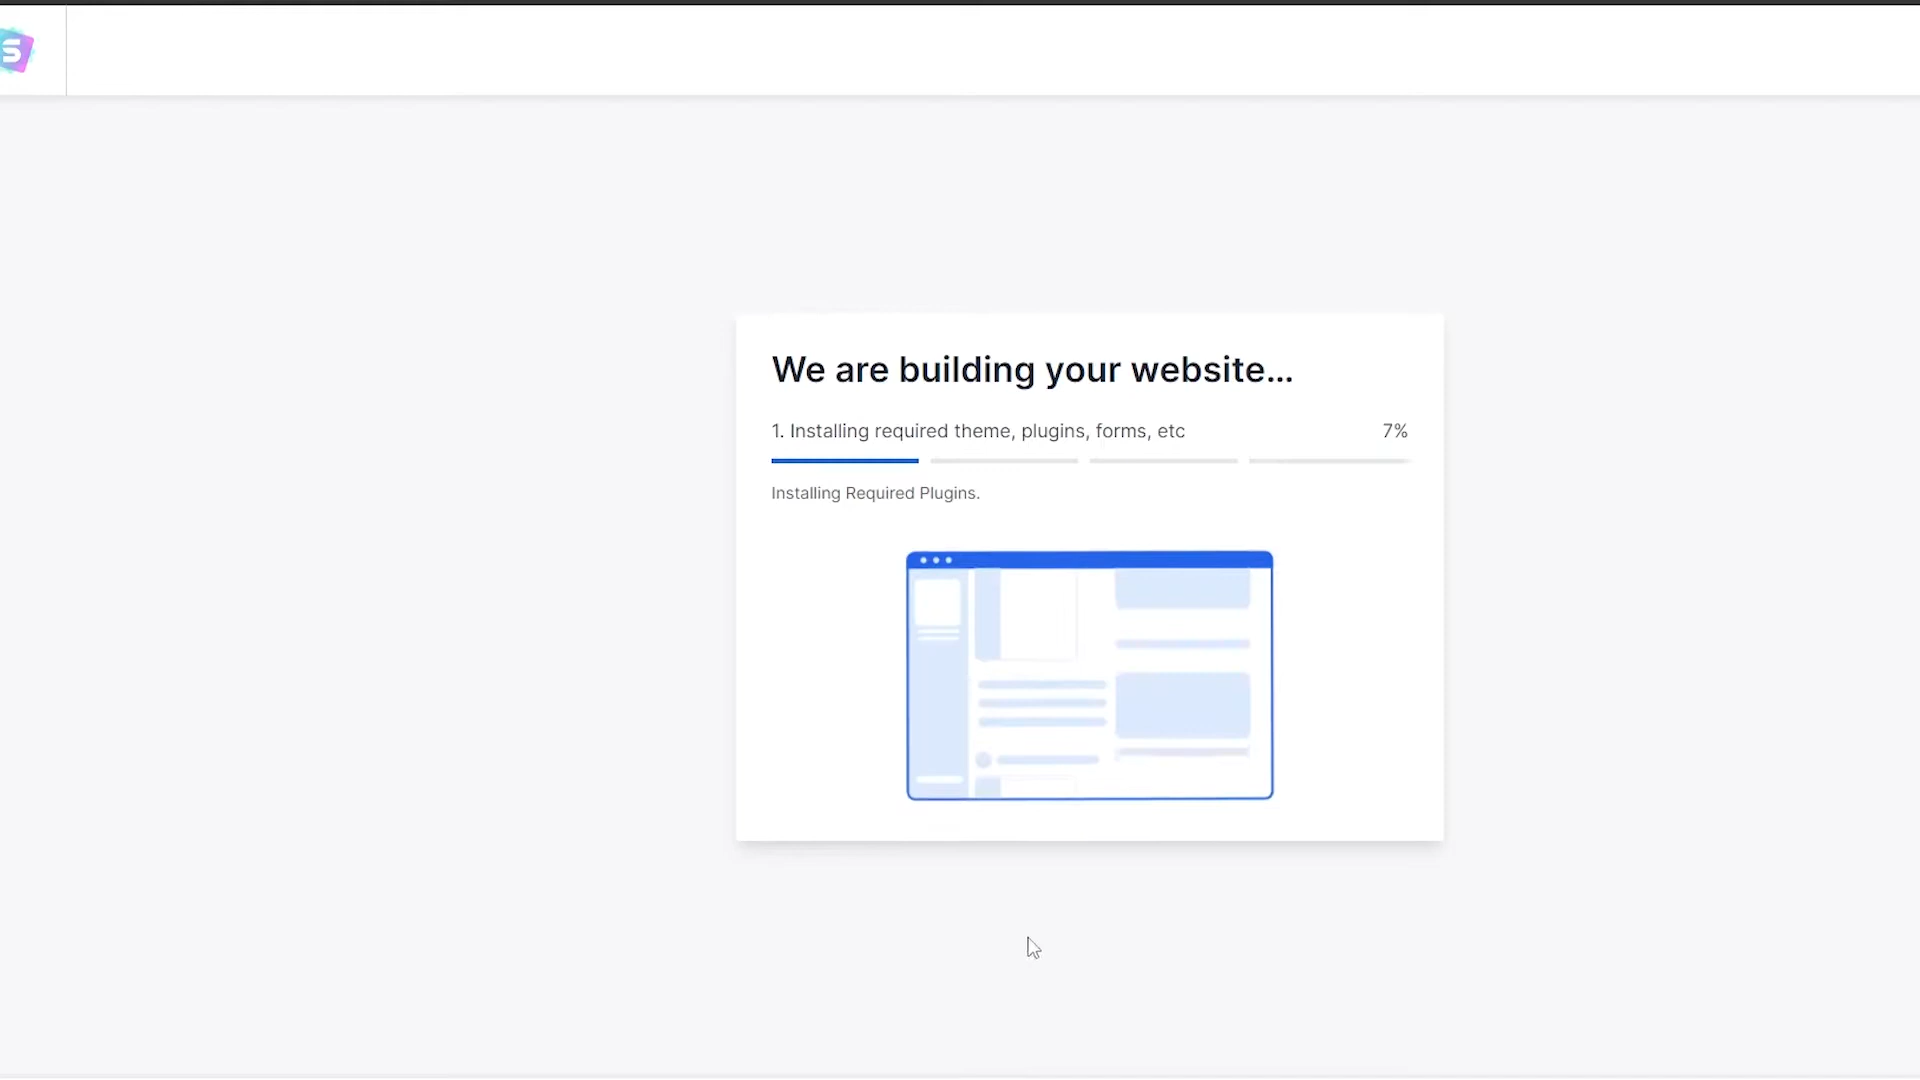 S
We are building your website...
1. Installing required theme, plugins, forms, etc
7%
Installing Required Plugins.